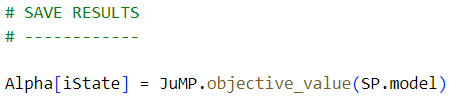 # SAVE RESULTS
# ------------
Alpha[iState] = JuMP.objective_value(SP.model)